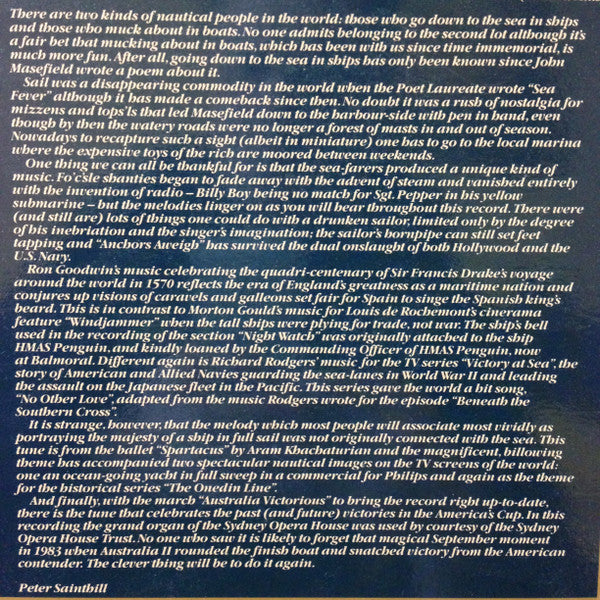 There are two kinds of nautical people in the world: those who go down to the sea in ships
and those who muck about in boats. No one admits belonging to the second lot although it's
a fair bet that mucking about in boats, which has been with us since time immemorial, is
much more fun. After all, going down to the sea in ships has only been known since John
Masefield wrote a poem about it.
Sail was a disappearing commodity in the world when the Poet Laureate wrote "Sea
Fever" although it has made a comeback since then. No doubt it was a rush of nostalgia for
mizzens and tops'ls that led Masefield down to the harbour-side with pen in hand, even
though by then the watery roads were no longer a forest of masts in and out of season.
Nowadays to recapture such a sight (albeit in miniature) one has to go to the local marina
where the expensive toys of the rich are moored between weekends.
One thing we can all be thankful for is that the sea-farers produced a unique kind of
music. Fo'c'sle shanties began to fade away with the advent of steam and vanished entirely
with the invention of radio – Billy Boy being no match for Sgt. Pepper in his yellow
submarine – but the melodies linger on as you will hear throughout this record. There were
(and still are) lots of things one could do with a drunken sailor, limited only by the degree
of his inebriation and the singer's imagination; the sailor's hornpipe can still set feet
tapping and "Anchors Aweigh" has survived the dual onslaught of both Hollywood and the
U.S. Navy.
Ron Goodwin's music celebrating the quadri-centenary of Sir Francis Drake's voyage
around the world in 1570 reflects the era of England's greatness as a maritime nation and
conjures up visions of caravels and galleons set fair for Spain to singe the Spanish king's
beard. This is in contrast to Morton Gould's music for Louis de Rochemont's cinerama
feature "Windjammer" when the tall ships were plying for trade, not war. The ship's bell
used in the recording of the section "Night Watch" was originally attached to the ship
HMAS Penguin, and kindly loaned by the Commanding Officer of HMAS Penguin, now
at Balmoral. Different again is Richard Rodgers' music for the TV series "Victory at Sea", the
story of American and Allied Navies guarding the sea-lanes in World War II and leading
the assault on the Japanese fleet in the Pacific. This series gave the world a hit song,
"No Other Love", adapted from the music Rodgers wrote for the episode "Beneath the
Southern Cross".
It is strange, however, that the melody which most people will associate most vividly as
portraying the majesty of a ship in full sail was not originally connected with the sea. This
tune is from the ballet "Spartacus" by Aram Khachaturian and the magnificent, billowing
theme has accompanied two spectacular nautical images on the TV screens of the world:
one an ocean-going yacht in full sweep in a commercial for Philips and again as the theme
for the historical series "The Onedin Line".
And finally, with the march "Australia Victorious" to bring the record right up-to-date,
there is the tune that celebrates the past (and future) victories in the America's Cup. In this
recording the grand organ of the Sydney Opera House was used by courtesy of the Sydney
Opera House Trust. No one who saw it is likely to forget that magical September moment
in 1983 when Australia II rounded the finish boat and snatched victory from the American
contender. The clever thing will be to do it again.
Peter Sainthill